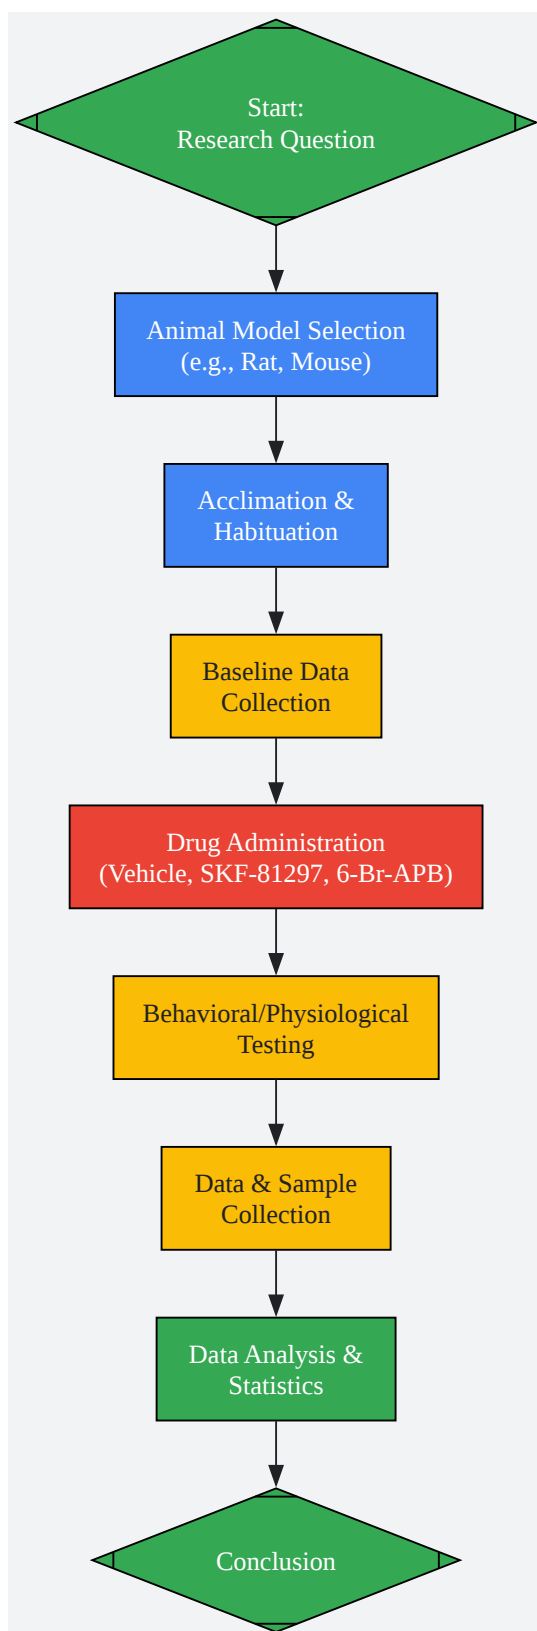 Start:
Research Question
Animal Model Selection
(e.g., Rat, Mouse)
Acclimation &
Habituation
Baseline Data
Collection
Drug Administration
(Vehicle, SKF-81297, 6-Br-APB)
Behavioral/Physiological
Testing
Data & Sample
Collection
Data Analysis &
Statistics
Conclusion